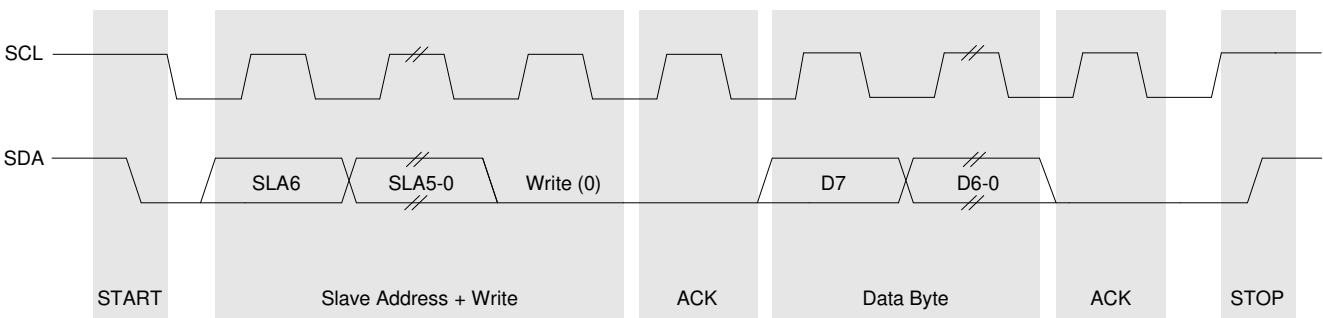 SCL
SDA
SLA6 SLA5-0 Write (0) D7 D6-0
START Slave Address + Write ACK Data Byte ACK STOP